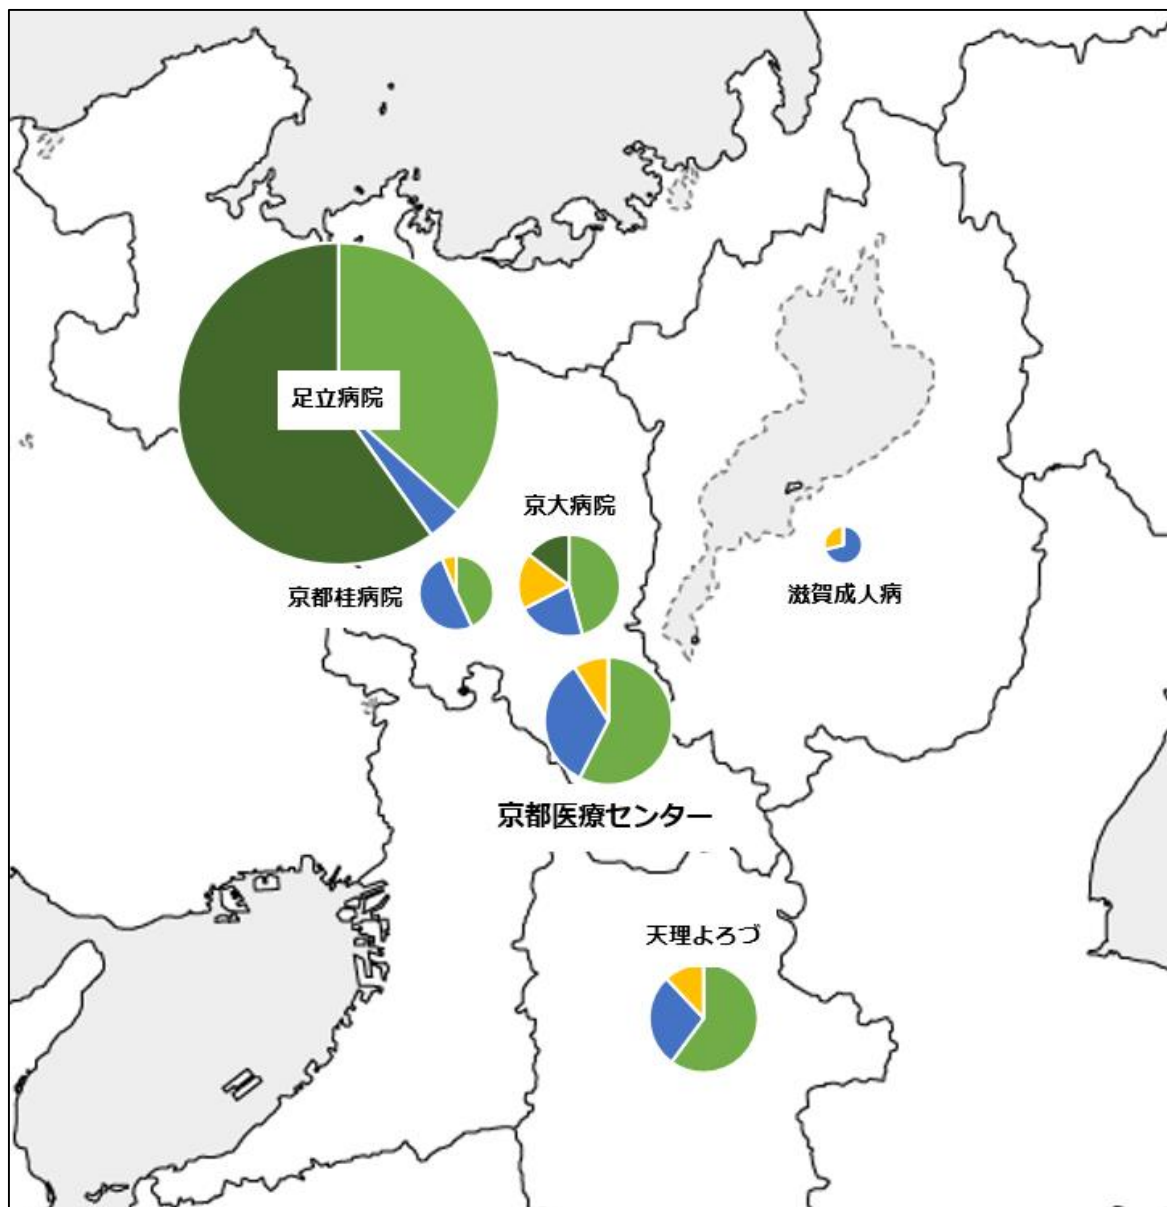 足立病院
京大病院
京都桂病院
滋賀成人病
京都医療センター
天理よろづ